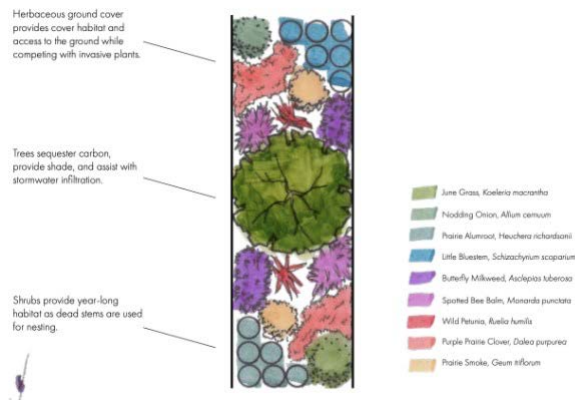 Herbaceous ground cover
provides cover habitat and
access to the ground while
competing with invasive plants.
Trees sequester carbon,
provide shade, and assist with
stormwater infiltration.
Shrubs provide year-long
habitat as dead stems are used
for nesting.
June Grass, Koeleria macrantha
Nodding Onion, Allium cernuum
Prairie Alumroot, Heuchera richardsonii
Little Bluestem, Schizachyrium scoparium
Butterfly Milkweed, Asclepias tuberosa
Spotted Bee Balm, Monarda punctata
Wild Petunia, Ruelia humilis
Purple Prairie Clover, Dalea purpurea
Prairie Smoke, Geum triflorum